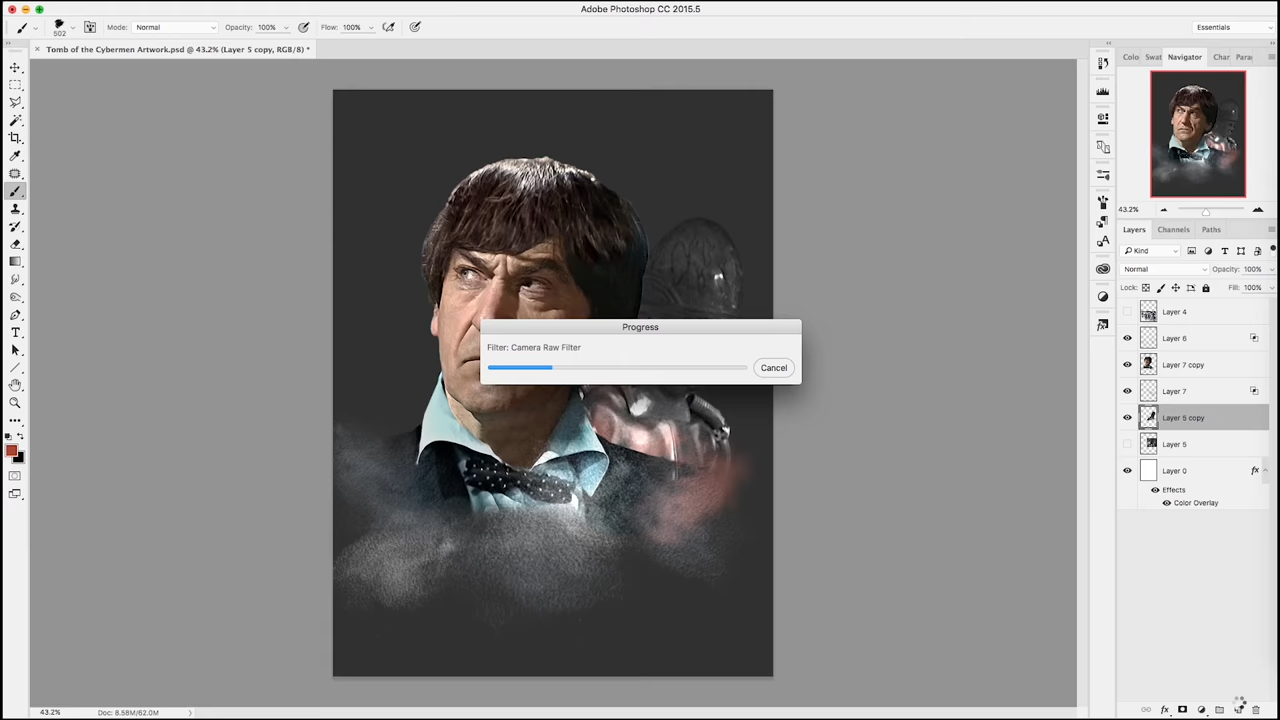 Adobe Photoshop CC 2015.5
502
Mode: Normal
Opacity: 100%
Flow: 100%
Essentials
Tomb of the Cybermen Artwork.psd @ 43.2% (Layer 5 copy, RGB/8) *
Colo Swat Navigator Char Para
43.2%
Layers Channels Paths
Kind
Normal
Opacity: 100%
Lock:
Fill: 100%
Layer 4
Layer 6
Layer 7 copy
Layer 7
Layer 5 copy
Layer 5
Layer 0
fx
Effects
Color Overlay
Progress
Filter: Camera Raw Filter
Cancel
43.2%
Doc: 8.58M/62.0M
fx